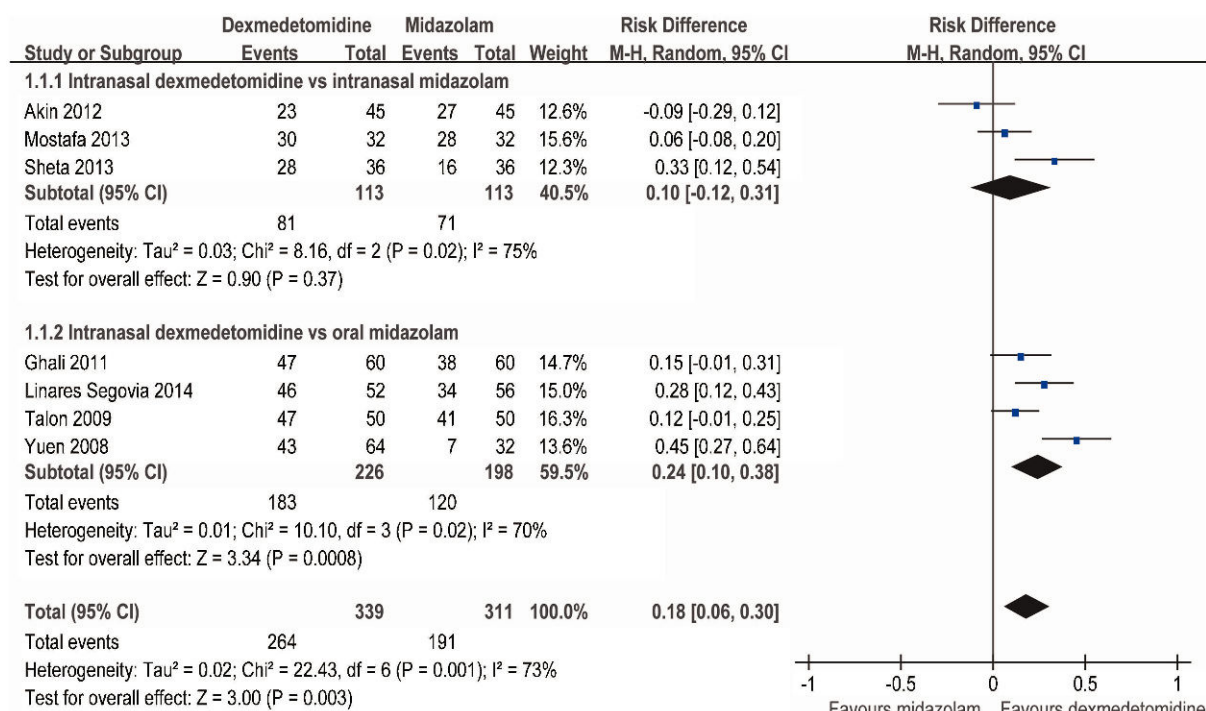 Dexmedetomidine Midazolam Risk Difference Risk Difference
Study or Subgroup Events Total Events Total Weight M-H, Random, 95% CI M-H, Random, 95% CI
1.1.1 Intranasal dexmedetomidine vs intranasal midazolam
Akin 2012 23 45 27 45 12.6% -0.09 [-0.29, 0.12]
Mostafa 2013 30 32 28 32 15.6% 0.06 [-0.08, 0.20]
Sheta 2013 28 36 16 36 12.3% 0.33 [0.12, 0.54]
Subtotal (95% CI) 113 113 40.5% 0.10 [-0.12, 0.31]
Total events 81 71
Heterogeneity: Tau² = 0.03; Chi² = 8.16, df = 2 (P = 0.02); I² = 75%
Test for overall effect: Z = 0.90 (P = 0.37)
1.1.2 Intranasal dexmedetomidine vs oral midazolam
Ghali 2011 47 60 38 60 14.7% 0.15 [-0.01, 0.31]
Linares Segovia 2014 46 52 34 56 15.0% 0.28 [0.12, 0.43]
Talon 2009 47 50 41 50 16.3% 0.12 [-0.01, 0.25]
Yuen 2008 43 64 7 32 13.6% 0.45 [0.27, 0.64]
Subtotal (95% CI) 226 198 59.5% 0.24 [0.10, 0.38]
Total events 183 120
Heterogeneity: Tau² = 0.01; Chi² = 10.10, df = 3 (P = 0.02); I² = 70%
Test for overall effect: Z = 3.34 (P = 0.0008)
Total (95% CI) 339 311 100.0% 0.18 [0.06, 0.30]
Total events 264 191
Heterogeneity: Tau² = 0.02; Chi² = 22.43, df = 6 (P = 0.001); I² = 73%
Test for overall effect: Z = 3.00 (P = 0.003)
-1 -0.5 0 0.5 1
Favours midazolam Favours dexmedetomidine